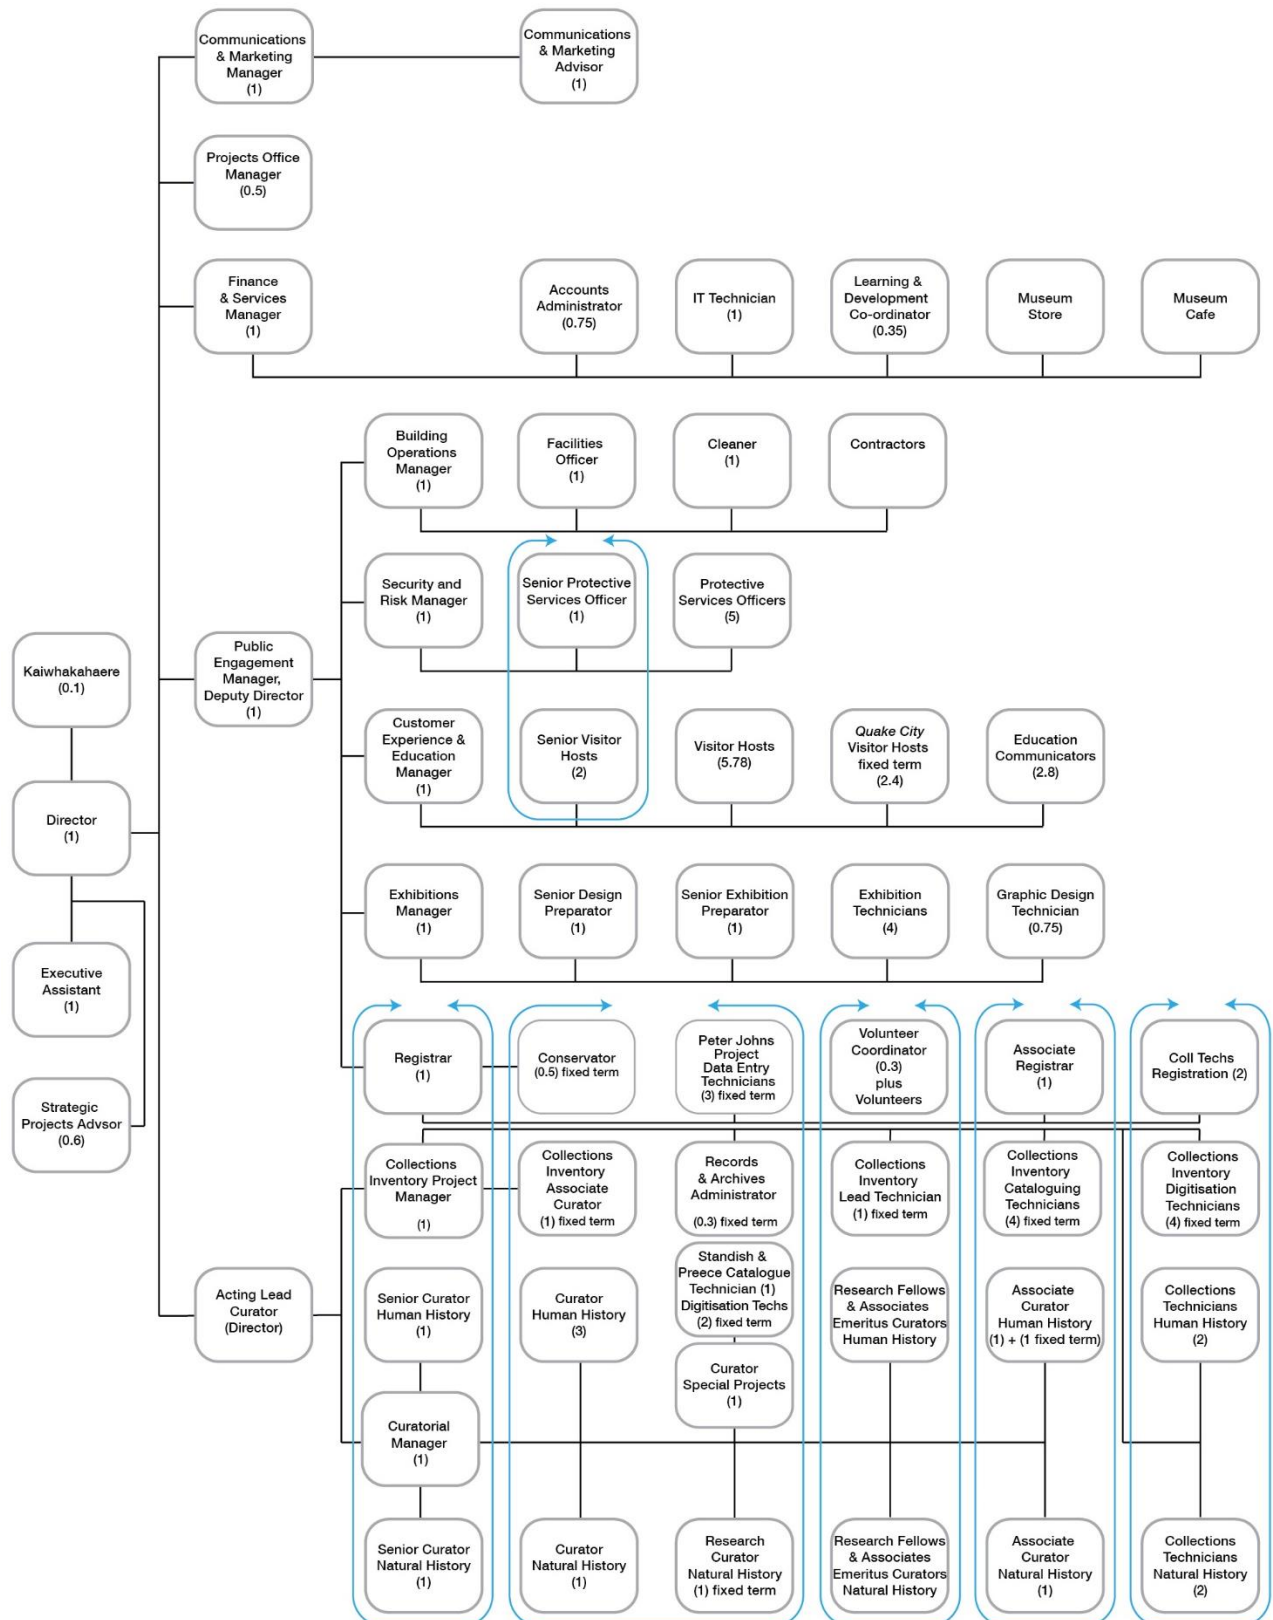 Communications
& Marketing
Manager
(1)
Communications
& Marketing
Advisor
(1)
Projects Office
Manager
(0.5)
Finance
& Services
Manager
(1)
Accounts
Administrator
(0.75)
IT Technician
(1)
Learning &
Development
Co-ordinator
(0.35)
Museum
Store
Museum
Cafe
Building
Operations
Manager
(1)
Facilities
Officer
(1)
Cleaner
(1)
Contractors
Security and
Risk Manager
(1)
Senior Protective
Services Officer
(1)
Protective
Services Officers
(5)
Kaiwhakahaere
(0.1)
Public
Engagement
Manager,
Deputy Director
(1)
Customer
Experience &
Education
Manager
(1)
Senior Visitor
Hosts
(2)
Visitor Hosts
(5.78)
Quake City
Visitor Hosts
fixed term
(2.4)
Education
Communicators
(2.8)
Director
(1)
Exhibitions
Manager
(1)
Senior Design
Preparator
(1)
Senior Exhibition
Preparator
(1)
Exhibition
Technicians
(4)
Graphic Design
Technician
(0.75)
Executive
Assistant
(1)
Registrar
(1)
Conservator
(0.5) fixed term
Peter Johns
Project
Data Entry
Technicians
(3) fixed term
Volunteer
Coordinator
(0.3)
plus
Volunteers
Associate
Registrar
(1)
Coll Techs
Registration (2)
Strategic
Projects Advsor
(0.6)
Collections
Inventory Project
Manager
(1)
Collections
Inventory
Associate
Curator
(1) fixed term
Records
& Archives
Administrator
(0.3) fixed term
Collections
Inventory
Lead Technician
(1) fixed term
Collections
Inventory
Cataloguing
Technicians
(4) fixed term
Collections
Inventory
Digitisation
Technicians
(4) fixed term
Acting Lead
Curator
(Director)
Senior Curator
Human History
(1)
Curator
Human History
(3)
Standish &
Preece Catalogue
Technician (1)
Digitisation Techs
(2) fixed term
Research Fellows
& Associates
Emeritus Curators
Human History
Associate
Curator
Human History
(1) + (1 fixed term)
Collections
Technicians
Human History
(2)
Curator
Special Projects
(1)
Curatorial
Manager
(1)
Senior Curator
Natural History
(1)
Curator
Natural History
(1)
Research
Curator
Natural History
(1) fixed term
Research Fellows
& Associates
Emeritus Curators
Natural History
Associate
Curator
Natural History
(1)
Collections
Technicians
Natural History
(2)